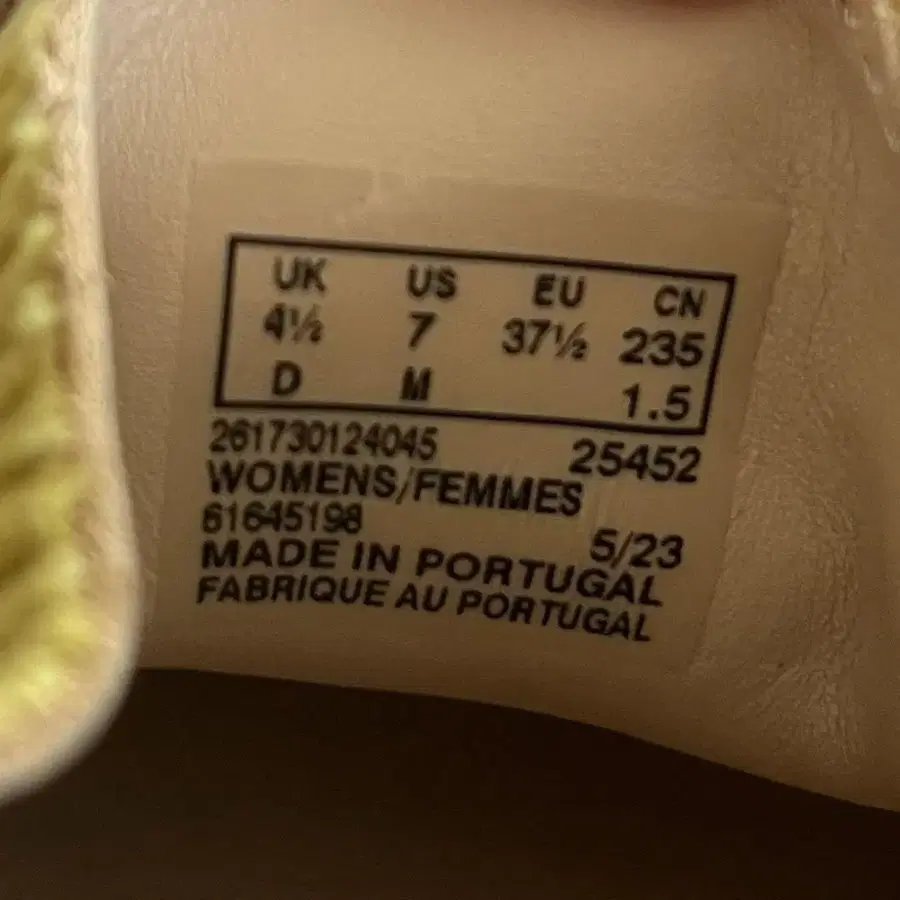 UK US EU CN
4½ 7 37½ 235
D M 1.5
261730124045 25452
WOMENS/FEMMES
61645198 5/23
MADE IN PORTUGAL
FABRIQUE AU PORTUGAL